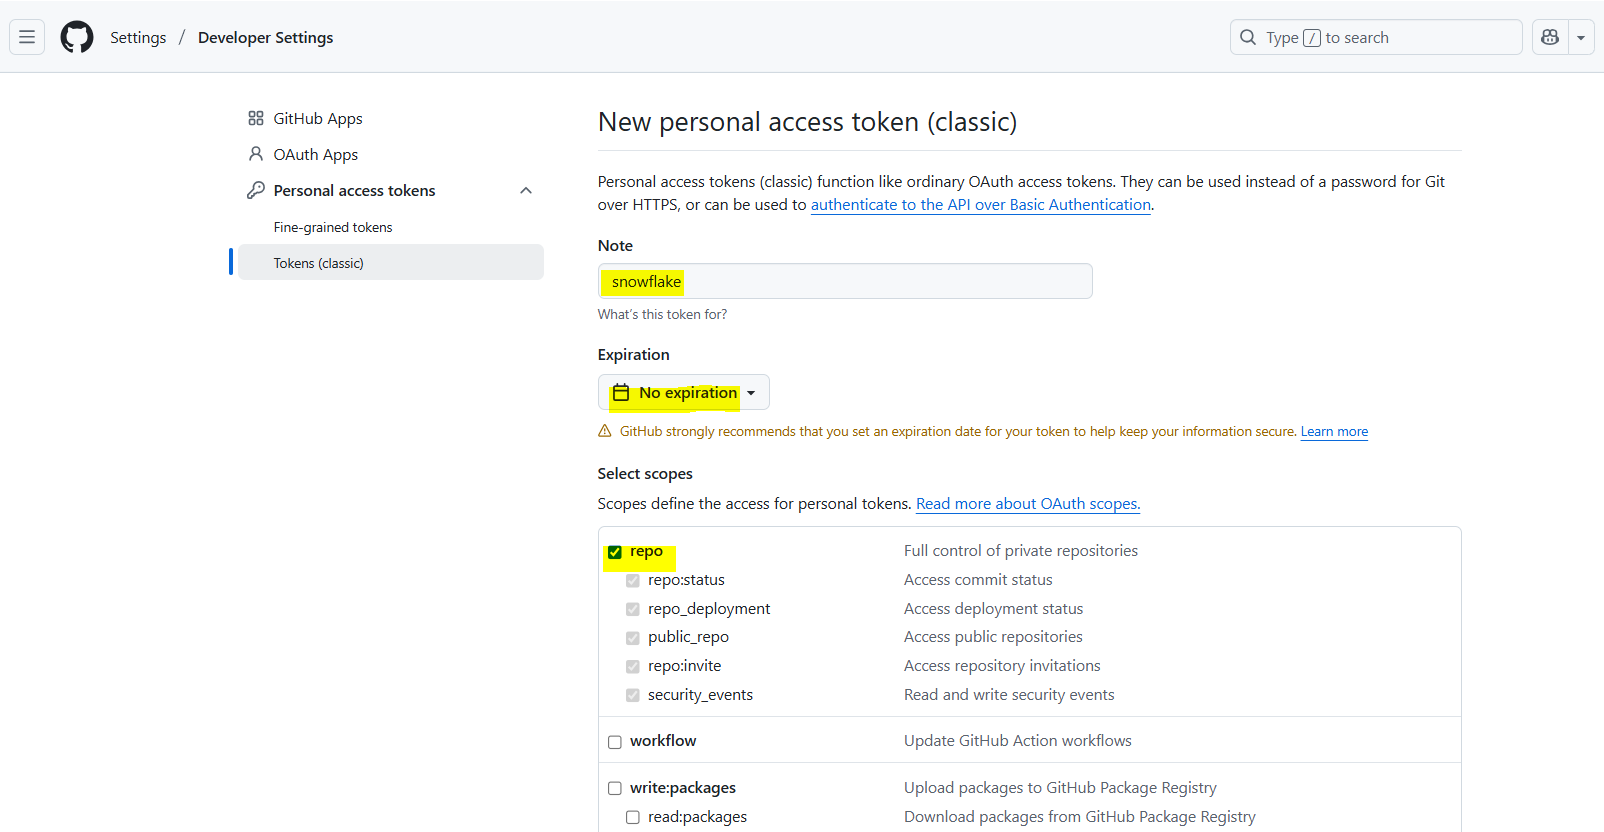 Settings / Developer Settings
Type / to search
GitHub Apps
OAuth Apps
Personal access tokens
Fine-grained tokens
Tokens (classic)
New personal access token (classic)
Personal access tokens (classic) function like ordinary OAuth access tokens. They can be used instead of a password for Git
over HTTPS, or can be used to authenticate to the API over Basic Authentication.
Note
snowflake
What's this token for?
Expiration
No expiration
GitHub strongly recommends that you set an expiration date for your token to help keep your information secure. Learn more
Select scopes
Scopes define the access for personal tokens. Read more about OAuth scopes.
repo Full control of private repositories
repo:status Access commit status
repo_deployment Access deployment status
public_repo Access public repositories
repo:invite Access repository invitations
security_events Read and write security events
workflow Update GitHub Action workflows
write:packages Upload packages to GitHub Package Registry
read:packages Download packages from GitHub Package Registry